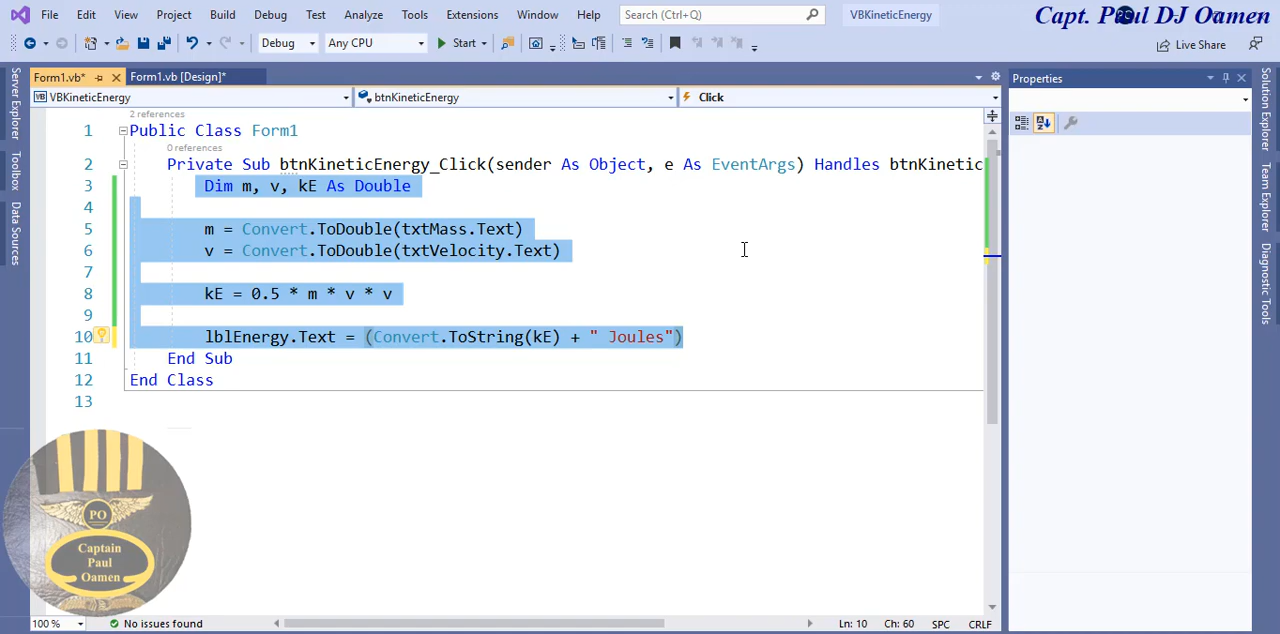 File Edit View Project Build Debug Test Analyze Tools Extensions Window Help Search (Ctrl+Q) VBKineticEnergy
Capt. Paul DJ Oamen
Debug Any CPU Start Live Share
Form1.vb* Form1.vb [Design]* Properties
VBKineticEnergy btnKineticEnergy Click
Server Explorer
Toolbox
Data Sources
2 references
1 Public Class Form1
0 references
2 Private Sub btnKineticEnergy_Click(sender As Object, e As EventArgs) Handles btnKinetic
3 Dim m, v, kE As Double
4
5 m = Convert.ToDouble(txtMass.Text)
6 v = Convert.ToDouble(txtVelocity.Text)
7
8 kE = 0.5 * m * v * v
9
10 lblEnergy.Text = (Convert.ToString(kE) + " Joules")
11 End Sub
12 End Class
13
Solution Explorer
Team Explorer
Diagnostic Tools
PO
Captain
Paul
Oamen
100 % No issues found Ln: 10 Ch: 60 SPC CRLF